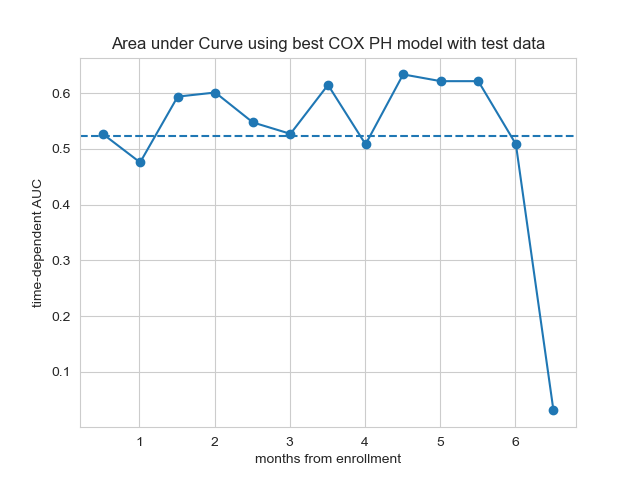 Area under Curve using best COX PH model with test data
time-dependent AUC
0.6
0.5
0.4
0.3
0.2
0.1
1 2 3 4 5 6
months from enrollment